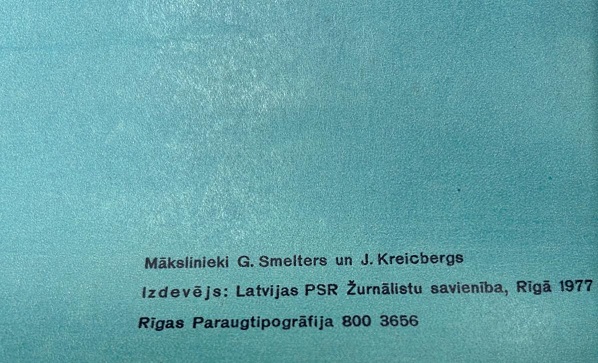 Mākslinieki G. Smelters un J. Kreicbergs
Izdevējs: Latvijas PSR Žurnālistu savienība, Rīgā 1977
Rīgas Paraugtipogrāfija 800 3656